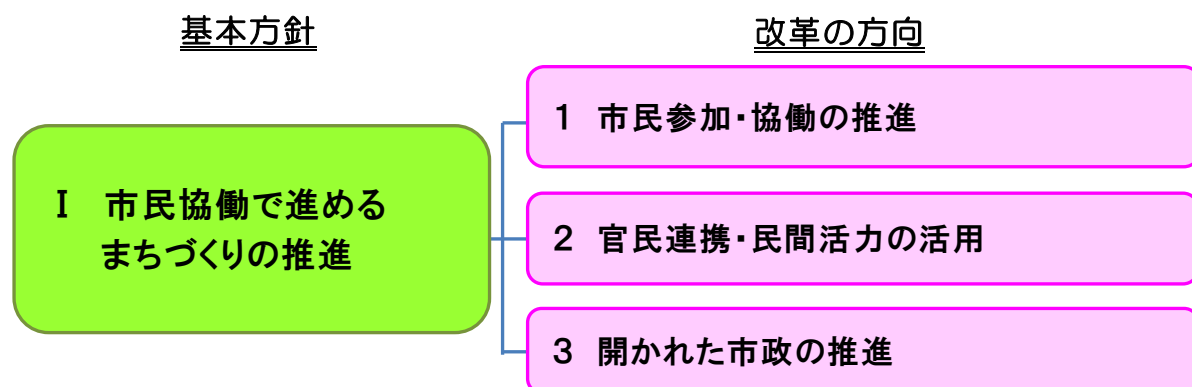 基本方針
改革の方向
Ⅰ 市民協働で進める
まちづくりの推進
1 市民参加・協働の推進
2 官民連携・民間活力の活用
3 開かれた市政の推進